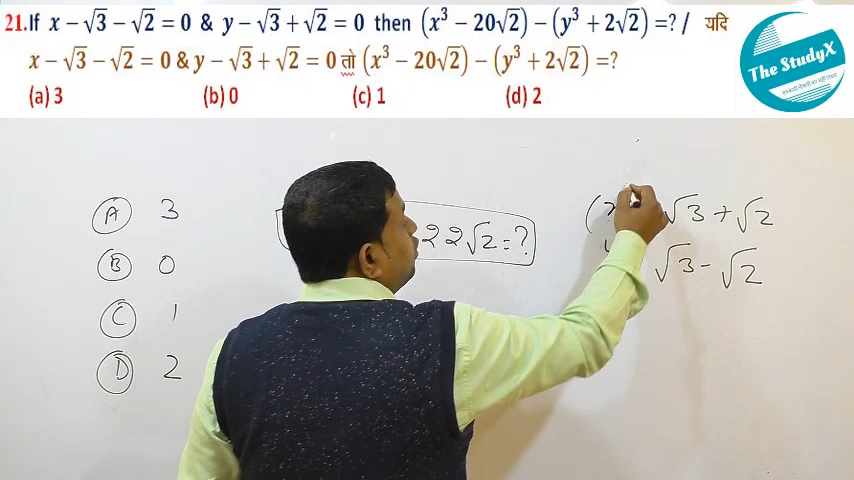 21.If x − √3 − √2 = 0 & y − √3 + √2 = 0 then (x³ − 20√2) − (y³ + 2√2) =? / यदि
x − √3 − √2 = 0 & y − √3 + √2 = 0 तो (x³ − 20√2) − (y³ + 2√2) =?
(a) 3 (b) 0 (c) 1 (d) 2
The StudyX
A 3
B 0
C 1
D 2
22√2 = ?
√3 + √2
√3 − √2